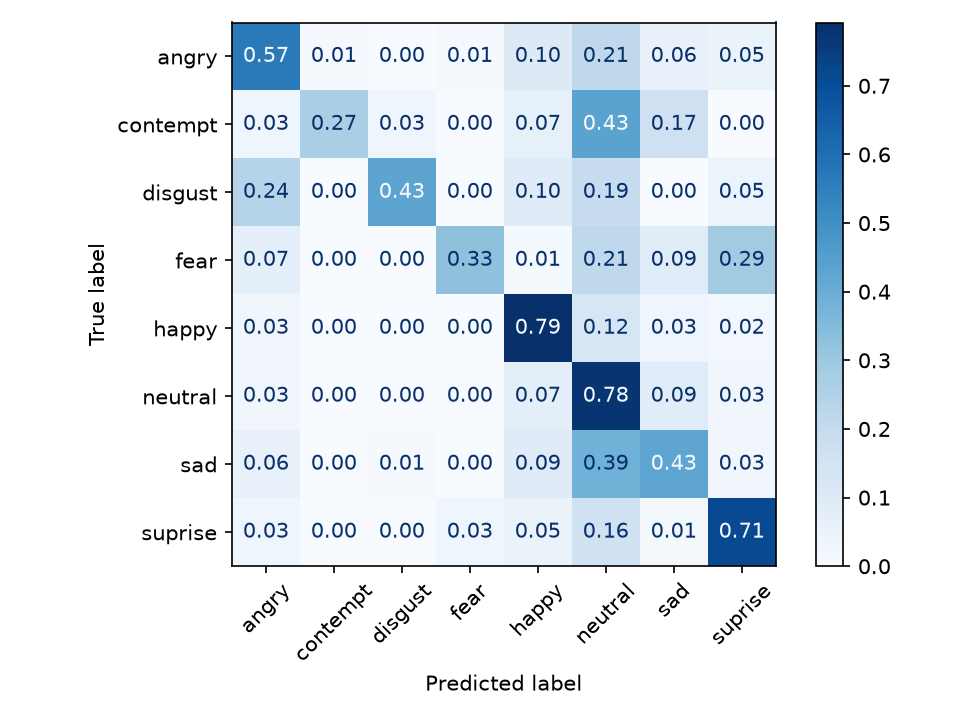 angry 0.57 0.01 0.00 0.01 0.10 0.21 0.06 0.05
contempt 0.03 0.27 0.03 0.00 0.07 0.43 0.17 0.00
disgust 0.24 0.00 0.43 0.00 0.10 0.19 0.00 0.05
fear 0.07 0.00 0.00 0.33 0.01 0.21 0.09 0.29
happy 0.03 0.00 0.00 0.00 0.79 0.12 0.03 0.02
neutral 0.03 0.00 0.00 0.00 0.07 0.78 0.09 0.03
sad 0.06 0.00 0.01 0.00 0.09 0.39 0.43 0.03
suprise 0.03 0.00 0.00 0.03 0.05 0.16 0.01 0.71
True label
angry contempt disgust fear happy neutral sad suprise
Predicted label
0.7
0.6
0.5
0.4
0.3
0.2
0.1
0.0